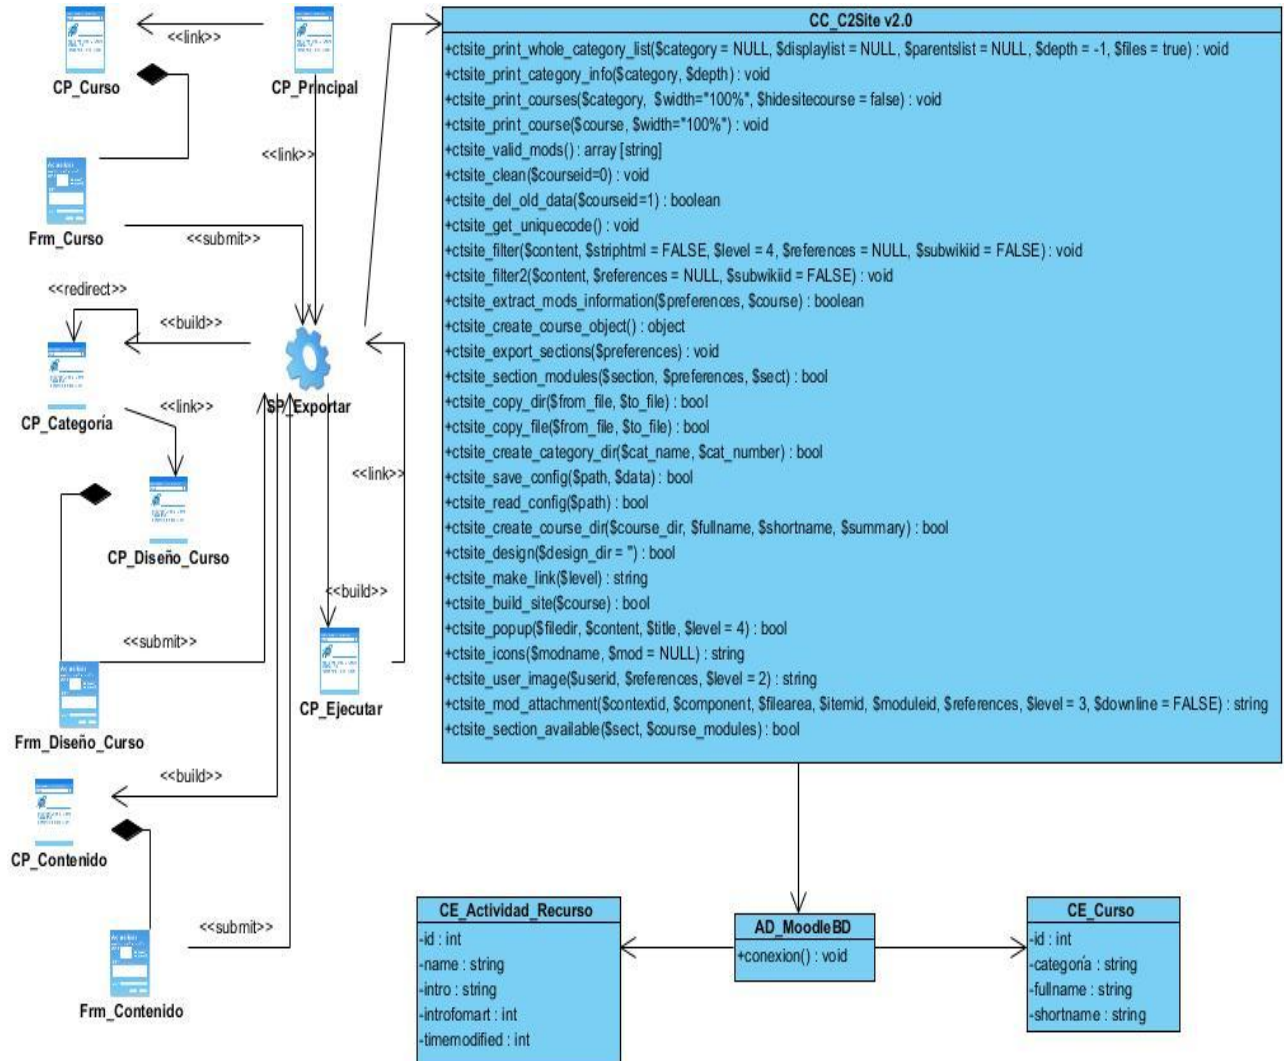 <<link>>
CP_Curso
CP_Principal
<<link>>
Frm_Curso
<<submit>>
<<redirect>>
<<build>>
CP_Categoría
SP_Exportar
<<link>>
<<link>>
CP_Diseño_Curso
<<build>>
<<submit>>
CP_Ejecutar
Frm_Diseño_Curso
<<build>>
CP_Contenido
<<submit>>
Frm_Contenido
CC_C2Site v2.0
+ctsite_print_whole_category_list($category = NULL, $displaylist = NULL, $parentslist = NULL, $depth = -1, $files = true) : void
+ctsite_print_category_info($category, $depth) : void
+ctsite_print_courses($category, $width="100%", $hidesitecourse = false) : void
+ctsite_print_course($course, $width="100%") : void
+ctsite_valid_mods() : array [string]
+ctsite_clean($courseid=0) : void
+ctsite_del_old_data($courseid=1) : boolean
+ctsite_get_uniquecode() : void
+ctsite_filter($content, $striphtml = FALSE, $level = 4, $references = NULL, $subwikiid = FALSE) : void
+ctsite_filter2($content, $references = NULL, $subwikiid = FALSE) : void
+ctsite_extract_mods_information($preferences, $course) : boolean
+ctsite_create_course_object() : object
+ctsite_export_sections($preferences) : void
+ctsite_section_modules($section, $preferences, $sect) : bool
+ctsite_copy_dir($from_file, $to_file) : bool
+ctsite_copy_file($from_file, $to_file) : bool
+ctsite_create_category_dir($cat_name, $cat_number) : bool
+ctsite_save_config($path, $data) : bool
+ctsite_read_config($path) : bool
+ctsite_create_course_dir($course_dir, $fullname, $shortname, $summary) : bool
+ctsite_design($design_dir = '') : bool
+ctsite_make_link($level) : string
+ctsite_build_site($course) : bool
+ctsite_popup($filedir, $content, $title, $level = 4) : bool
+ctsite_icons($modname, $mod = NULL) : string
+ctsite_user_image($userid, $references, $level = 2) : string
+ctsite_mod_attachment($contextid, $component, $filearea, $itemid, $moduleid, $references, $level = 3, $downline = FALSE) : string
+ctsite_section_available($sect, $course_modules) : bool
CE_Actividad_Recurso
-id : int
-name : string
-intro : string
-introfomart : int
-timemodified : int
AD_MoodleBD
+conexion() : void
CE_Curso
-id : int
-categoría : string
-fullname : string
-shortname : string